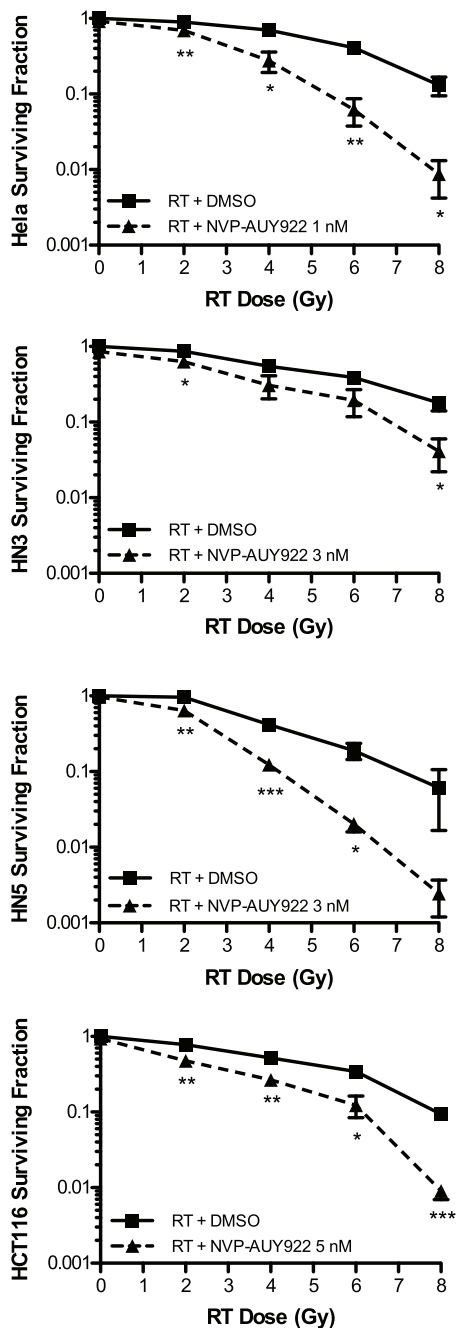 Hela Surviving Fraction
1
**
0.1
*
**
0.01
*
RT + DMSO
RT + NVP-AUY922 1 nM
0.001
0 1 2 3 4 5 6 7 8
RT Dose (Gy)
HN3 Surviving Fraction
1
*
0.1
*
0.01
RT + DMSO
RT + NVP-AUY922 3 nM
0.001
0 1 2 3 4 5 6 7 8
RT Dose (Gy)
HN5 Surviving Fraction
1
**
0.1
***
*
0.01
RT + DMSO
RT + NVP-AUY922 3 nM
0.001
0 1 2 3 4 5 6 7 8
RT Dose (Gy)
HCT116 Surviving Fraction
1
**
**
0.1
*
0.01
***
RT + DMSO
RT + NVP-AUY922 5 nM
0.001
0 1 2 3 4 5 6 7 8
RT Dose (Gy)